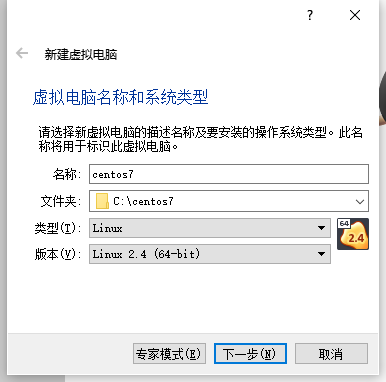 ?
新建虚拟电脑
虚拟电脑名称和系统类型
请选择新虚拟电脑的描述名称及要安装的操作系统类型。此名
称将用于标识此虚拟电脑。
名称: centos7
文件夹: C:\centos7
类型(T): Linux
64
2.4
版本(V): Linux 2.4 (64-bit)
专家模式(E) 下一步(N) 取消